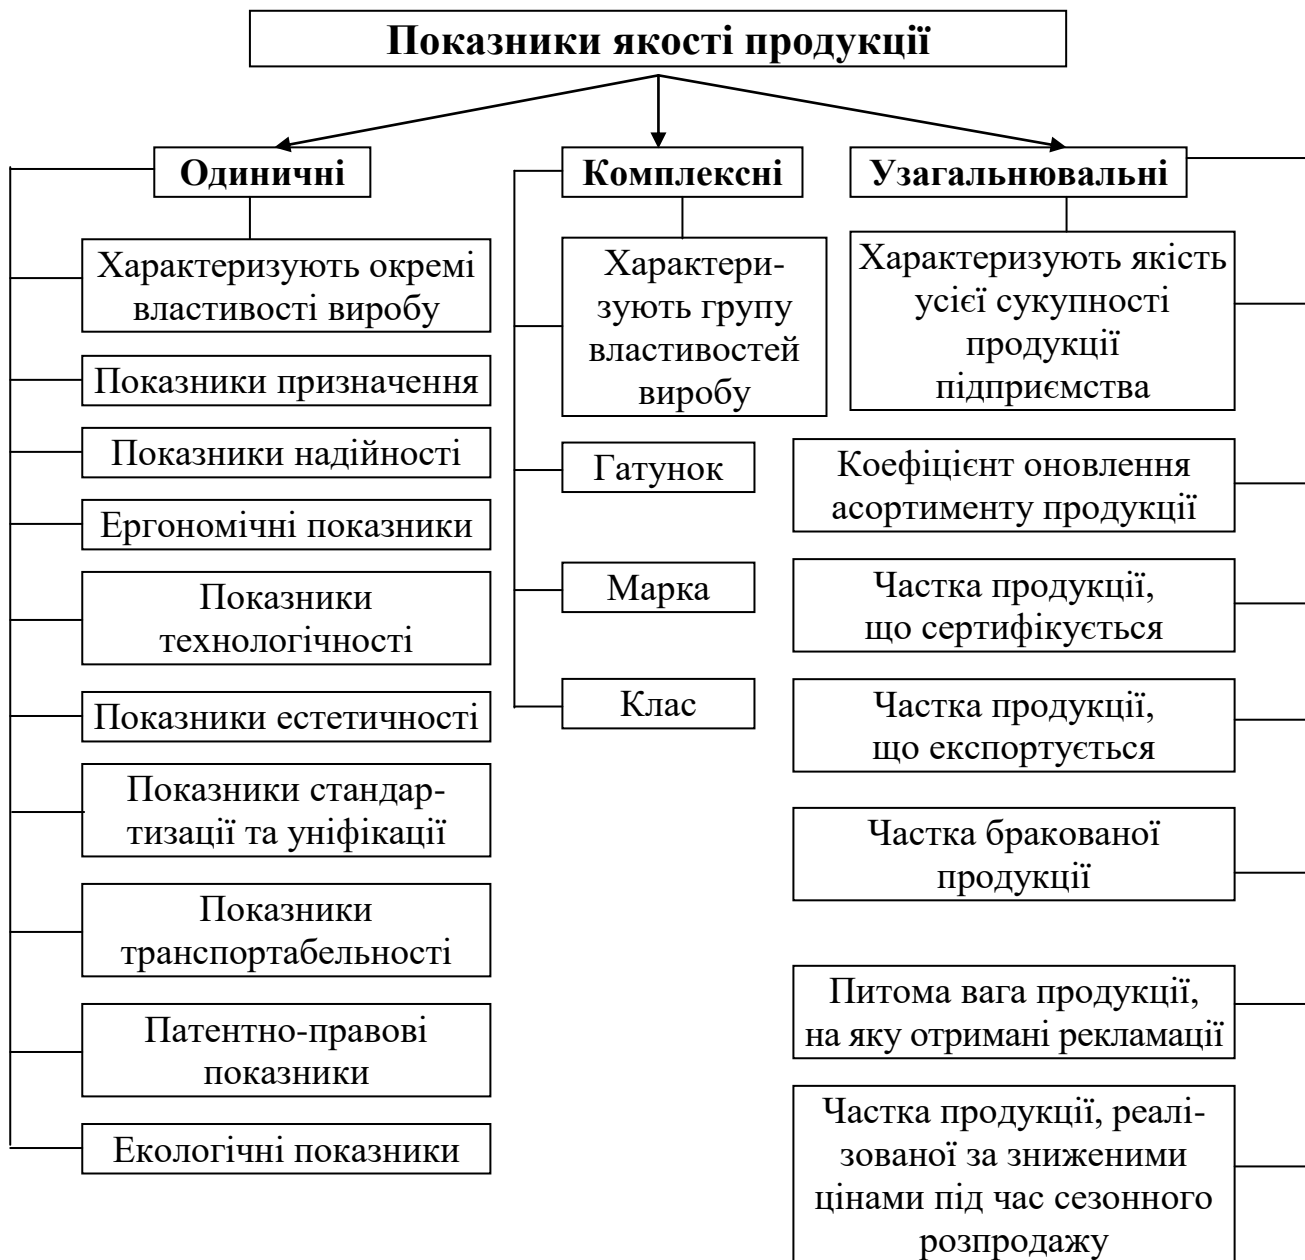 Показники якості продукції
Одиничні
Характеризують окремі
властивості виробу
Показники призначення
Показники надійності
Ергономічні показники
Показники
технологічності
Показники естетичності
Показники стандар-
тизації та уніфікації
Показники
транспортабельності
Патентно-правові
показники
Екологічні показники
Комплексні
Характери-
зують групу
властивостей
виробу
Гатунок
Марка
Клас
Узагальнювальні
Характеризують якість
усієї сукупності
продукції
підприємства
Коефіцієнт оновлення
асортименту продукції
Частка продукції,
що сертифікується
Частка продукції,
що експортується
Частка бракованої
продукції
Питома вага продукції,
на яку отримані рекламації
Частка продукції, реалі-
зованої за зниженими
цінами під час сезонного
розпродажу